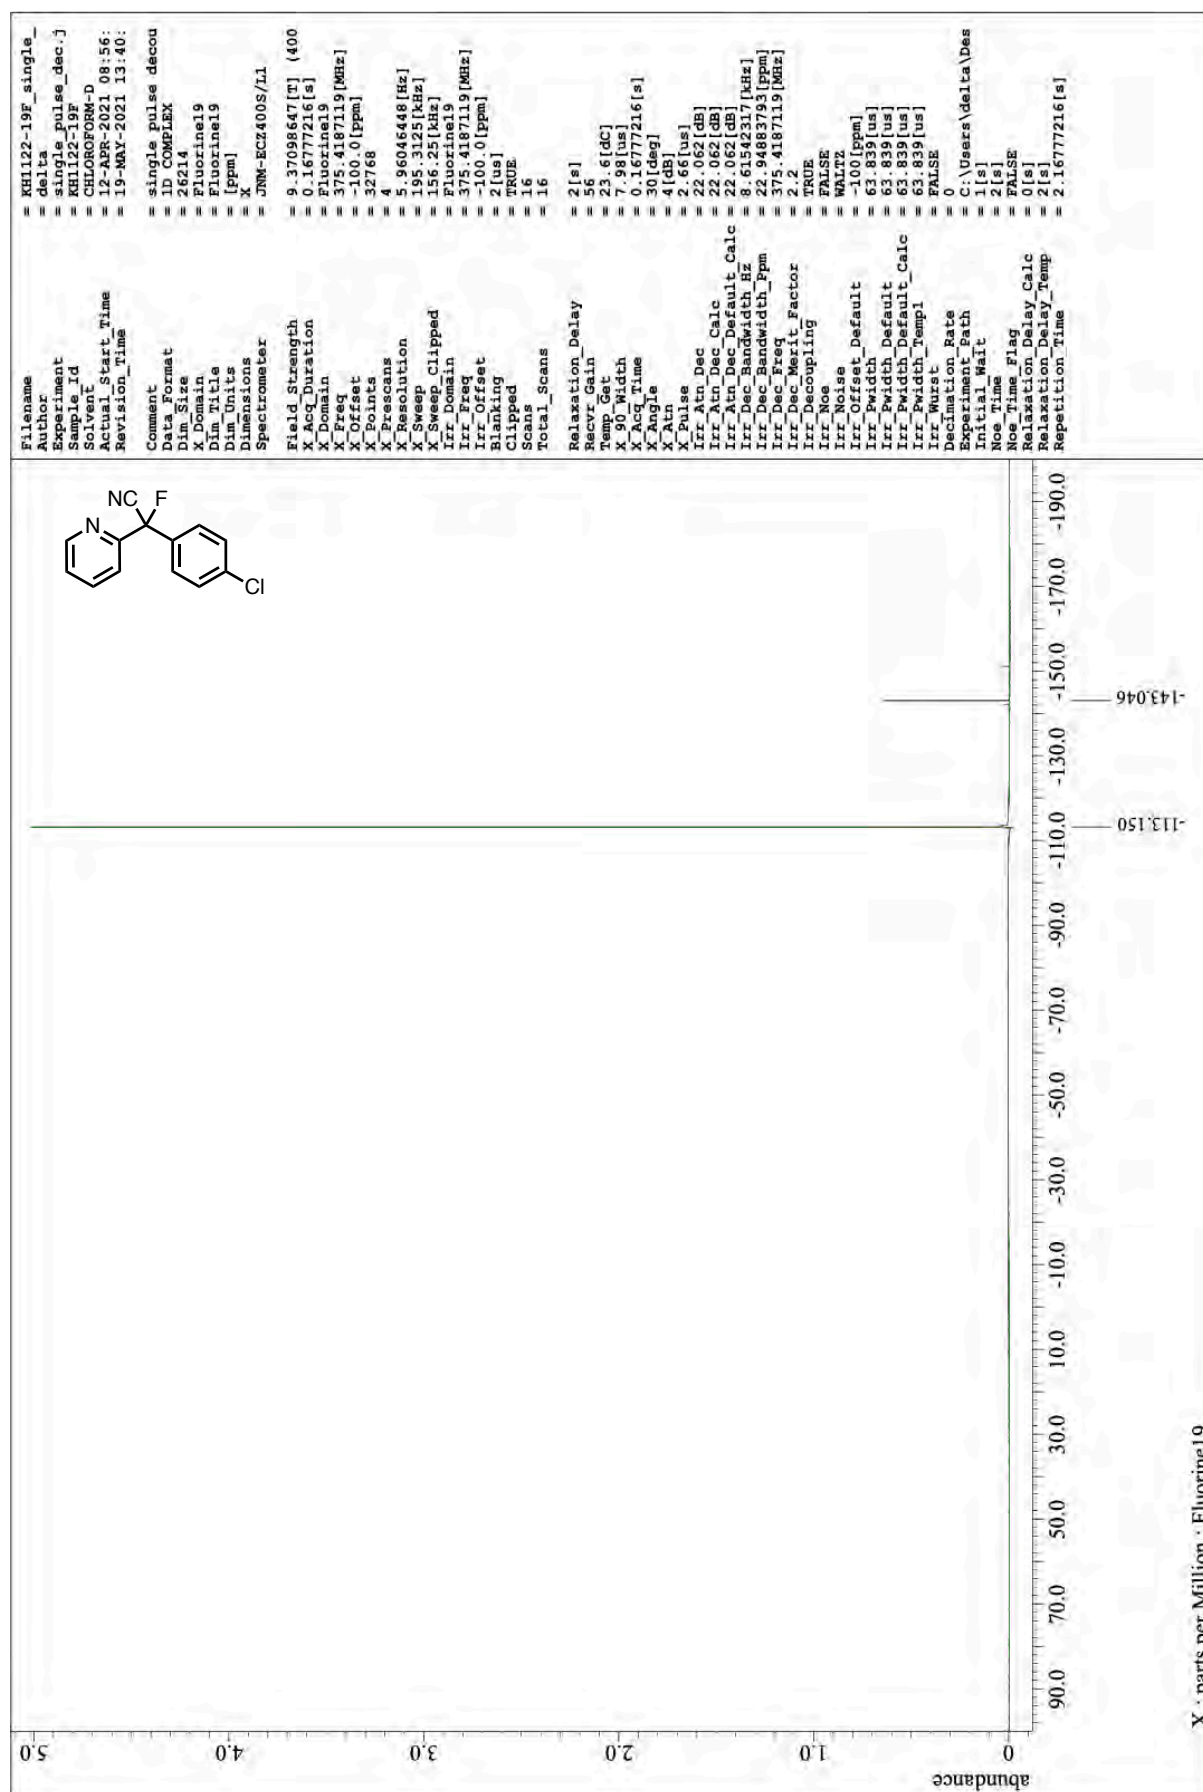 Filename = KH122-19F_single_
Author = delta
Experiment = single_pulse_dec.j
Sample_Id = KH122-19F
Solvent = CHLOROFORM-D
Actual_Start_Time = 12-APR-2021 08:56:
Revision_Time = 19-MAY-2021 13:40:
Comment = single pulse decou
Data_Format = 1D COMPLEX
Dim_Size = 26214
X_Domain = Fluorine19
Dim_Title = Fluorine19
Dim_Units = [ppm]
Dimensions = X
Spectrometer = JNM-ECZ400S/L1
Field_Strength = 9.37098647[T] (400
X_Acq_Duration = 0.16777216[s]
X_Domain = Fluorine19
X_Freq = 375.4187119[MHz]
X_Offset = -100.0[ppm]
X_Points = 32768
X_Prescans = 4
X_Resolution = 5.96046448[Hz]
X_Sweep = 195.3125[kHz]
X_Sweep_Clipped = 156.25[kHz]
Irr_Domain = Fluorine19
Irr_Freq = 375.4187119[MHz]
Irr_Offset = -100.0[ppm]
Blanking = 2[us]
Clipped = TRUE
Scans = 16
Total_Scans = 16
Relaxation_Delay = 2[s]
Recvr_Gain = 56
Temp_Get = 23.6[dC]
X_90_Width = 7.98[us]
X_Acq_Time = 0.16777216[s]
X_Angle = 30[deg]
X_Atn = 4[dB]
X_Pulse = 2.66[us]
Irr_Atn_Dec = 22.062[dB]
Irr_Atn_Dec_Calc = 22.062[dB]
Irr_Atn_Dec_Default_Calc = 22.062[dB]
Irr_Dec_Bandwidth_Hz = 8.61542317[kHz]
Irr_Dec_Bandwidth_Ppm = 22.94883793[ppm]
Irr_Dec_Freq = 375.4187119[MHz]
Irr_Dec_Merit_Factor = 2.2
Irr_Decoupling = TRUE
Irr_Noe = FALSE
Irr_Noise = WALTZ
Irr_Offset_Default = -100[ppm]
Irr_Pwidth = 63.839[us]
Irr_Pwidth_Default = 63.839[us]
Irr_Pwidth_Default_Calc = 63.839[us]
Irr_Pwidth_Temp1 = 63.839[us]
Irr_Wurst = FALSE
Decimation_Rate = 0
Experiment_Path = C:\Users\delta\Des
Initial_Wait = 1[s]
Noe_Time = 2[s]
Noe_Time_Flag = FALSE
Relaxation_Delay_Calc = 0[s]
Relaxation_Delay_Temp = 2[s]
Repetition_Time = 2.16777216[s]
NC F
N
Cl
abundance
0 1.0 2.0 3.0 4.0 5.0
90.0 70.0 50.0 30.0 10.0 -10.0 -30.0 -50.0 -70.0 -90.0 -110.0 -130.0 -150.0 -170.0 -190.0
-113.150
-143.046
X : parts per Million : Fluorine19